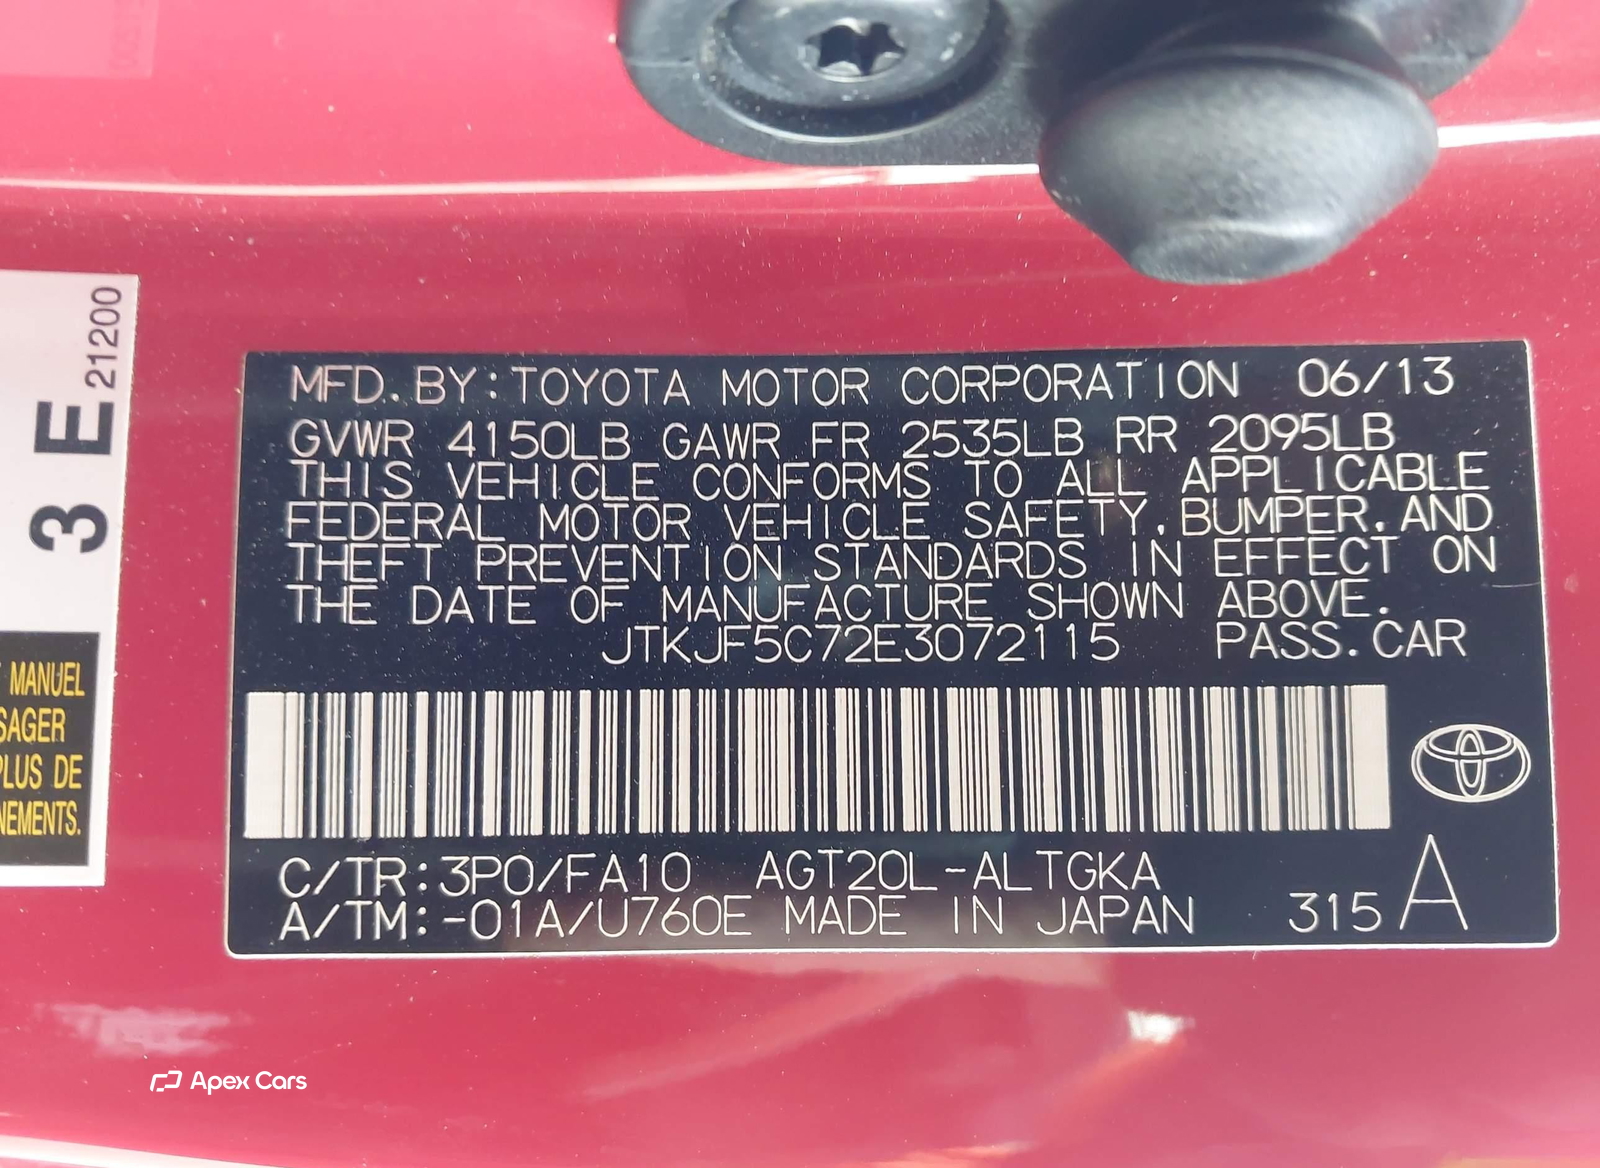 MFD.BY:TOYOTA MOTOR CORPORATION 06/13
GVWR 4150LB GAWR FR 2535LB RR 2095LB
THIS VEHICLE CONFORMS TO ALL APPLICABLE
FEDERAL MOTOR VEHICLE SAFETY,BUMPER,AND
THEFT PREVENTION STANDARDS IN EFFECT ON
THE DATE OF MANUFACTURE SHOWN ABOVE.
JTKJF5C72E3072115 PASS.CAR
C/TR:3P0/FA10 AGT20L-ALTGKA
A/TM:-01A/U760E MADE IN JAPAN 315 A
3 E 21200
MANUEL
PLUS DE
Apex Cars